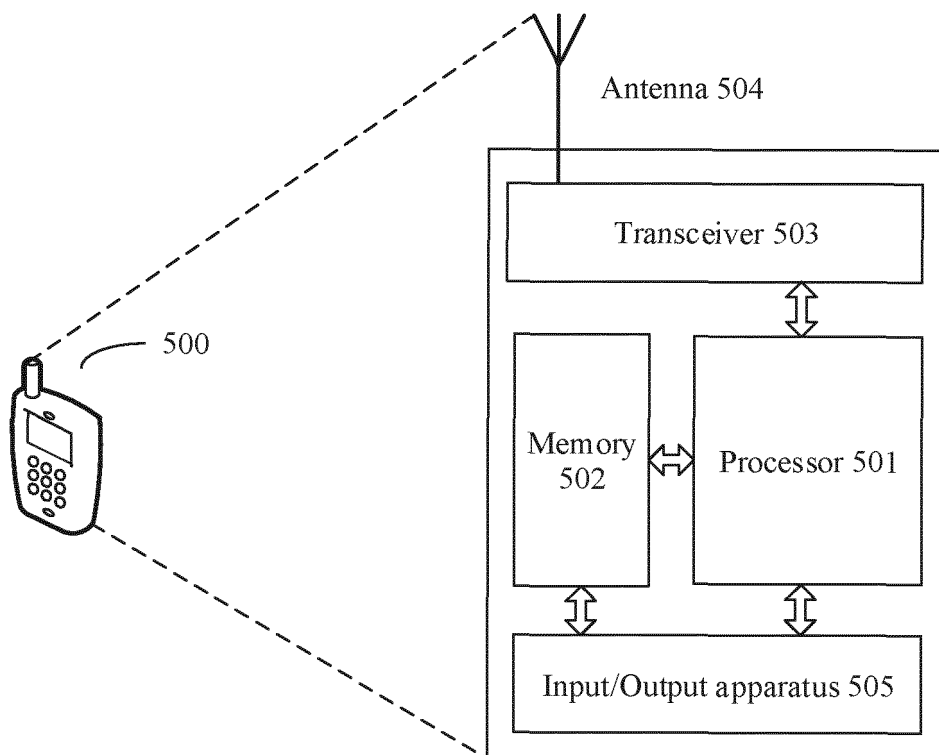 Antenna 504
Transceiver 503
500
Memory
502
Processor 501
Input/Output apparatus 505